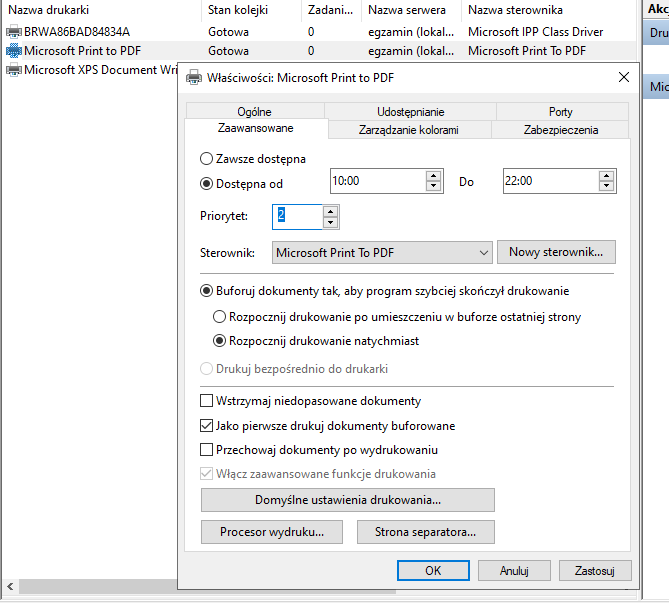 Nazwa drukarki Stan kolejki Zadani... Nazwa serwera Nazwa sterownika Akc
BRWA86BAD84834A Gotowa 0 egzamin (lokal... Microsoft IPP Class Driver Dru
Microsoft Print to PDF Gotowa 0 egzamin (lokal... Microsoft Print To PDF
Microsoft XPS Document Wri
Mic
Właściwości: Microsoft Print to PDF
Ogólne Udostępnianie Porty
Zaawansowane Zarządzanie kolorami Zabezpieczenia
Zawsze dostępna
Dostępna od 10:00 Do 22:00
Priorytet: 2
Sterownik: Microsoft Print To PDF Nowy sterownik...
Buforuj dokumenty tak, aby program szybciej skończył drukowanie
Rozpocznij drukowanie po umieszczeniu w buforze ostatniej strony
Rozpocznij drukowanie natychmiast
Drukuj bezpośrednio do drukarki
Wstrzymaj niedopasowane dokumenty
Jako pierwsze drukuj dokumenty buforowane
Przechowaj dokumenty po wydrukowaniu
Włącz zaawansowane funkcje drukowania
Domyślne ustawienia drukowania...
Procesor wydruku... Strona separatora...
OK Anuluj Zastosuj